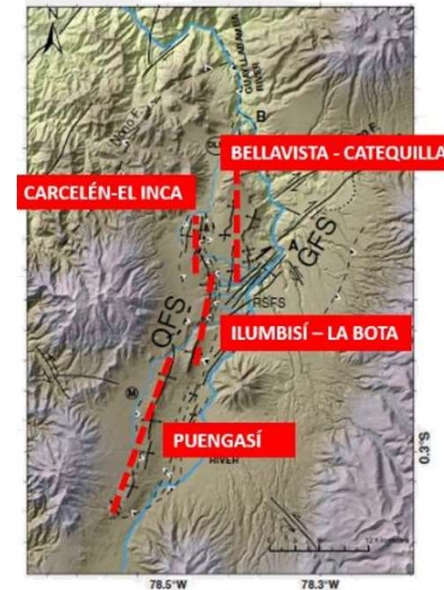 GUAYLLABAMBA
RIVER
B
BELLAVISTA - CATEQUILLA
CARCELÉN-EL INCA
A
GFS
RSFS
QFS
ILUMBISÍ – LA BOTA
M
PUENGASÍ
RIVER
0.3°S
78.5°W
78.3°W